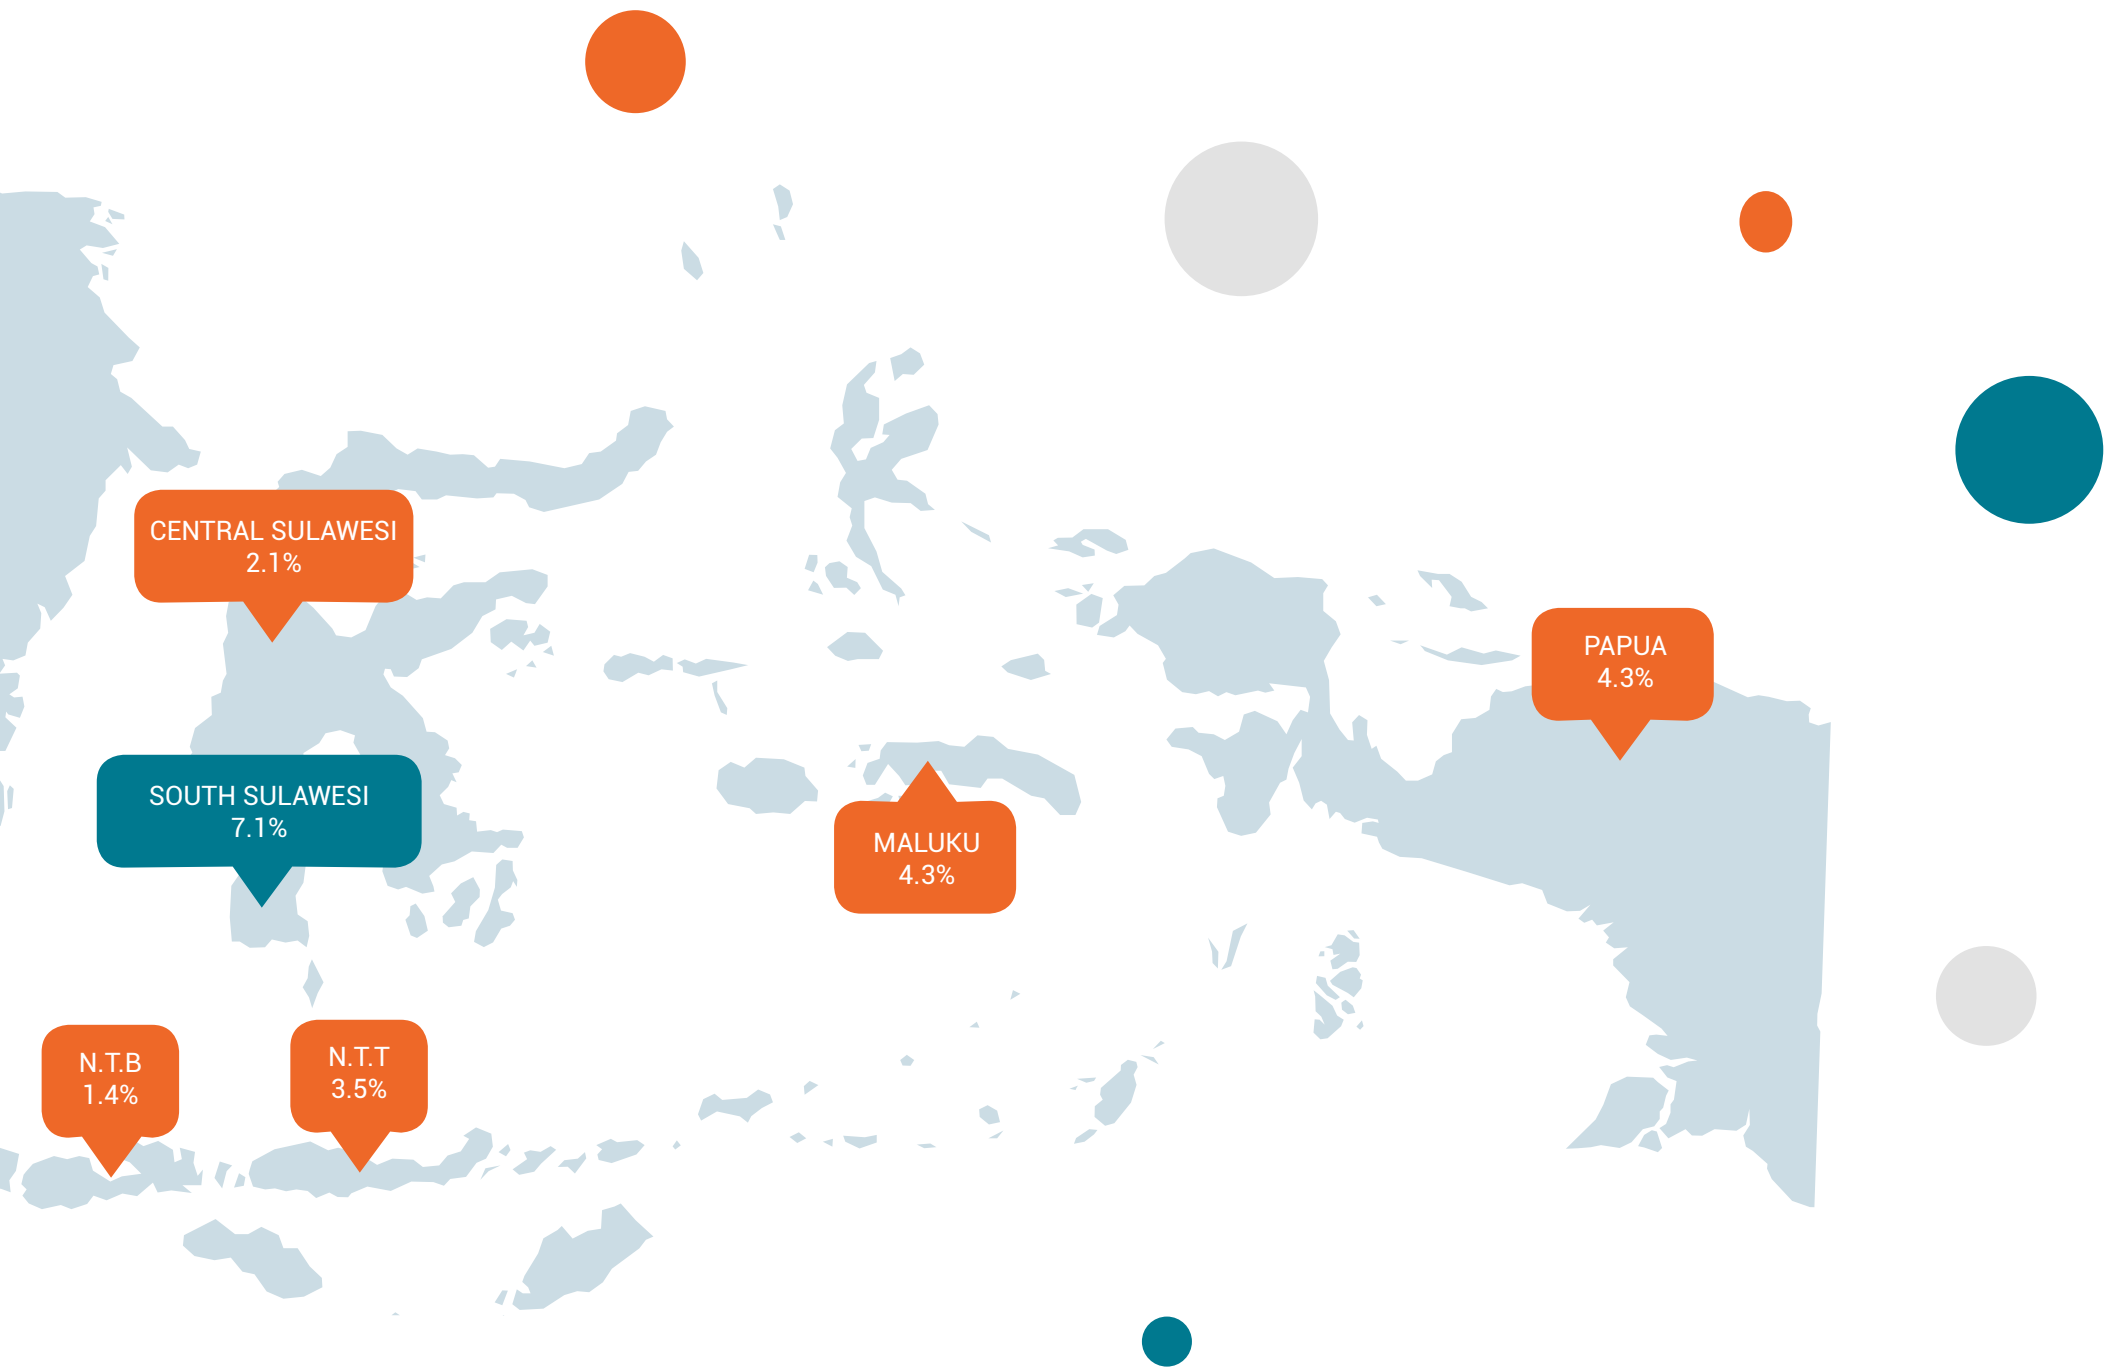 CENTRAL SULAWESI
2.1%
PAPUA
4.3%
SOUTH SULAWESI
7.1%
MALUKU
4.3%
N.T.B
1.4%
N.T.T
3.5%